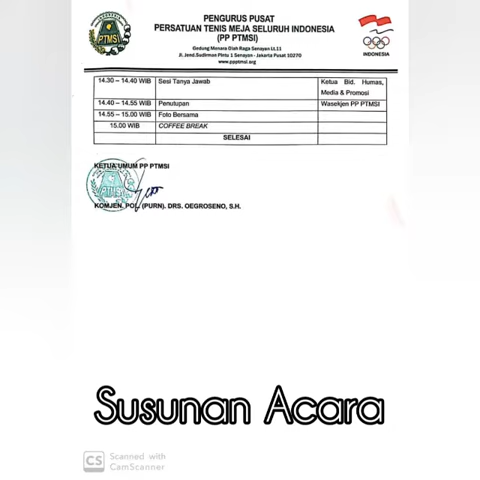 PENGURUS PUSAT
PERSATUAN TENIS MEJA SELURUH INDONESIA
(PP PTMSI)
Gedung Menara Olah Raga Senayan Lt.11
Jl. Jend.Sudirman Pintu 1 Senayan - Jakarta Pusat 10270
www.ppptmsi.org
INDONESIA
14.30 – 14.40 WIB Sesi Tanya Jawab Ketua Bid. Humas,
Media & Promosi
14.40 – 14.55 WIB Penutupan Wasekjen PP PTMSI
14.55 – 15.00 WIB Foto Bersama
15.00 WIB COFFEE BREAK
SELESAI
KETUA UMUM PP PTMSI
PTMSI
KOMJEN. POL. (PURN). DRS. OEGROSENO, S.H.
Susunan Acara
CS Scanned with
CamScanner